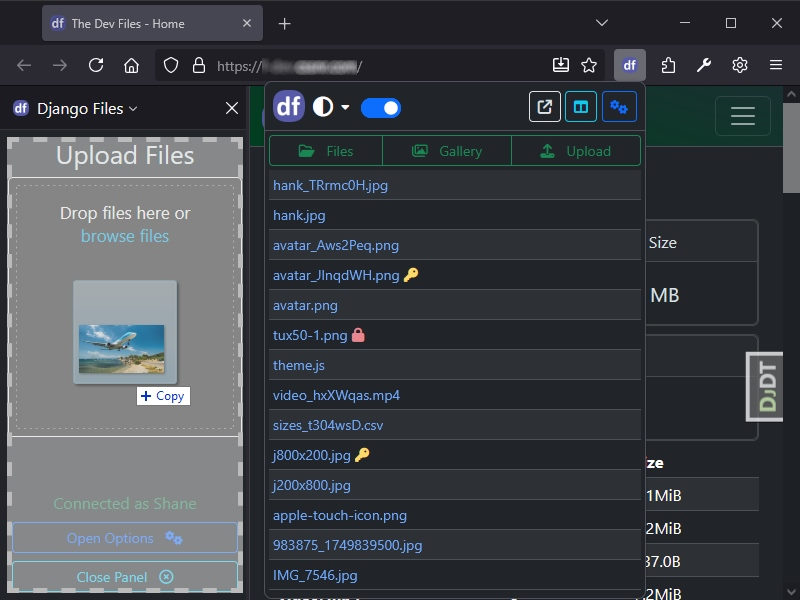 df The Dev Files - Home
https://
df
df Django Files
Upload Files
Drop files here or
browse files
Copy
Connected as Shane
Open Options
Close Panel
df
Files
Gallery
Upload
hank_TRrmc0H.jpg
hank.jpg
avatar_Aws2Peq.png
avatar_JInqdWH.png
avatar.png
tux50-1.png
theme.js
video_hxXWqas.mp4
sizes_t304wsD.csv
j800x200.jpg
j200x800.jpg
apple-touch-icon.png
983875_1749839500.jpg
IMG_7546.jpg
Size
MB
DjDT
ze
1MiB
2MiB
37.0B
2MiB